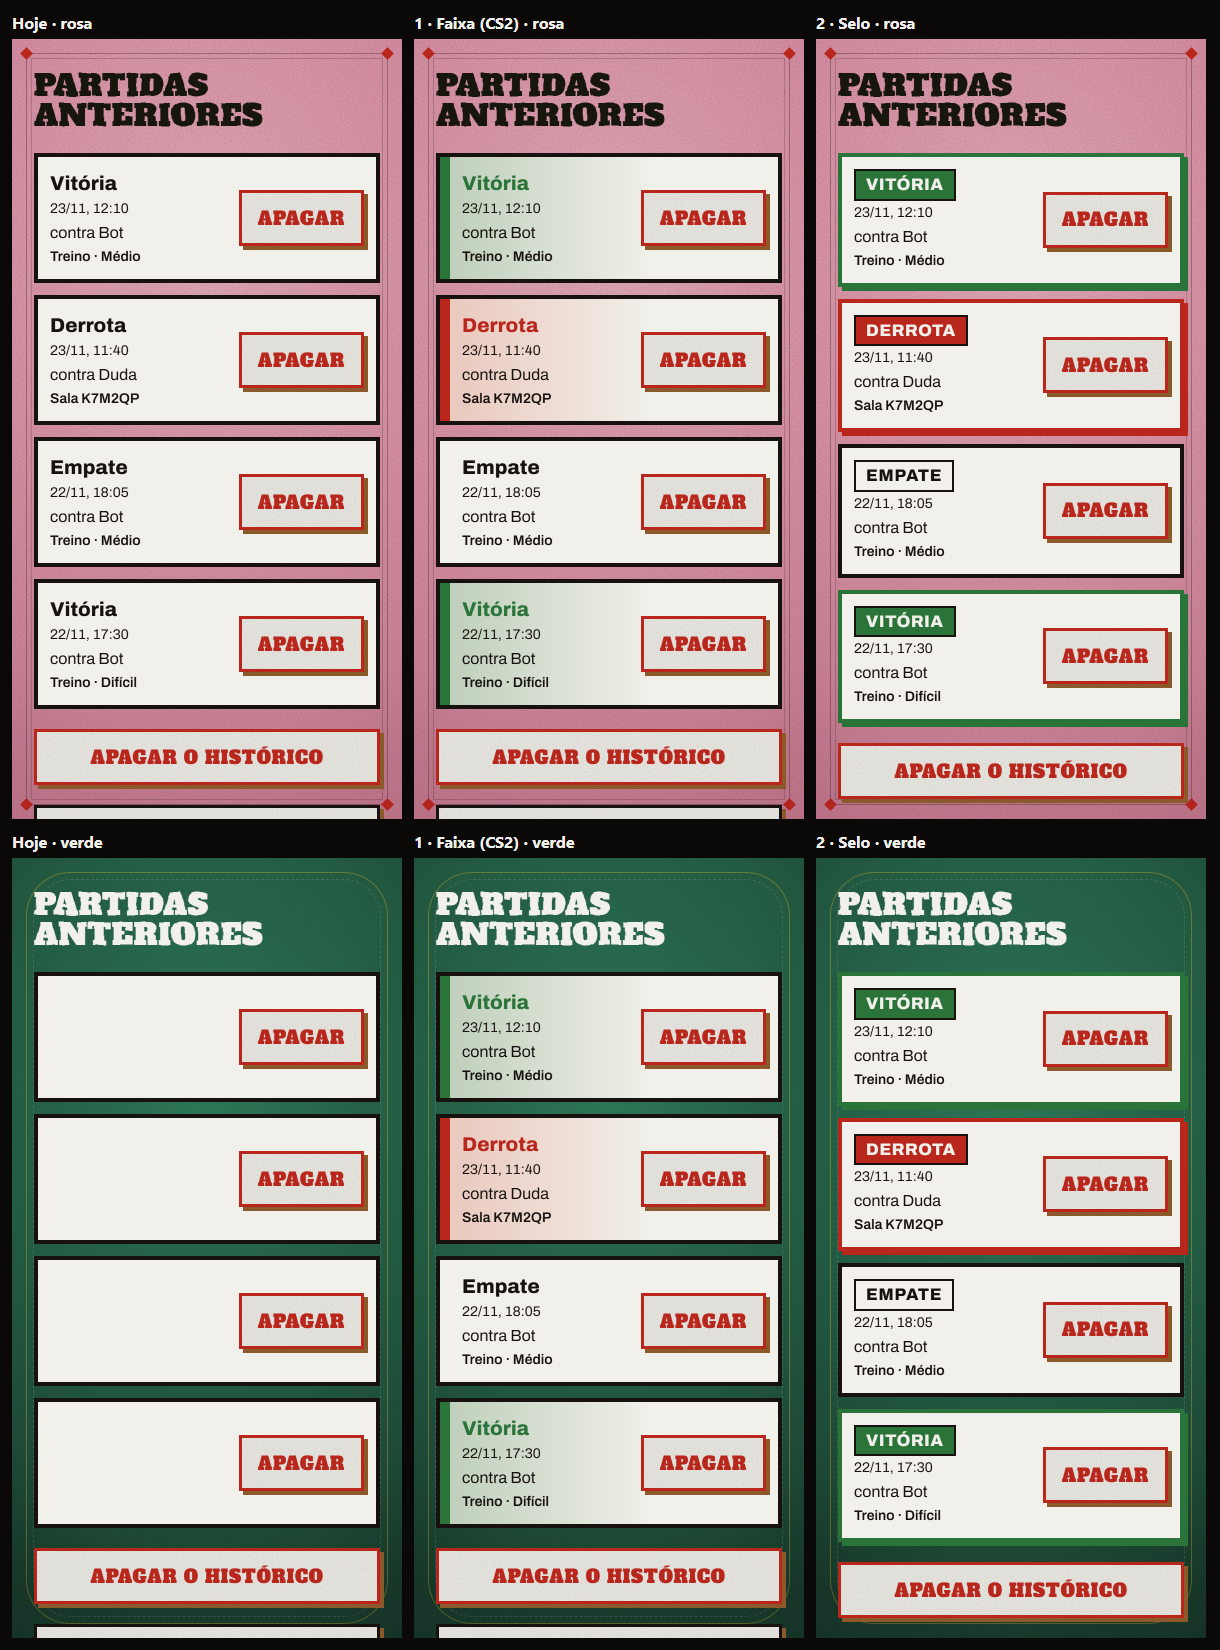 Hoje · rosa
PARTIDAS
ANTERIORES
Vitória
23/11, 12:10
contra Bot
Treino · Médio
APAGAR
Derrota
23/11, 11:40
contra Duda
Sala K7M2QP
APAGAR
Empate
22/11, 18:05
contra Bot
Treino · Médio
APAGAR
Vitória
22/11, 17:30
contra Bot
Treino · Difícil
APAGAR
APAGAR O HISTÓRICO
1 · Faixa (CS2) · rosa
PARTIDAS
ANTERIORES
Vitória
23/11, 12:10
contra Bot
Treino · Médio
APAGAR
Derrota
23/11, 11:40
contra Duda
Sala K7M2QP
APAGAR
Empate
22/11, 18:05
contra Bot
Treino · Médio
APAGAR
Vitória
22/11, 17:30
contra Bot
Treino · Difícil
APAGAR
APAGAR O HISTÓRICO
2 · Selo · rosa
PARTIDAS
ANTERIORES
VITÓRIA
23/11, 12:10
contra Bot
Treino · Médio
APAGAR
DERROTA
23/11, 11:40
contra Duda
Sala K7M2QP
APAGAR
EMPATE
22/11, 18:05
contra Bot
Treino · Médio
APAGAR
VITÓRIA
22/11, 17:30
contra Bot
Treino · Difícil
APAGAR
APAGAR O HISTÓRICO
Hoje · verde
PARTIDAS
ANTERIORES
APAGAR
APAGAR
APAGAR
APAGAR
APAGAR O HISTÓRICO
1 · Faixa (CS2) · verde
PARTIDAS
ANTERIORES
Vitória
23/11, 12:10
contra Bot
Treino · Médio
APAGAR
Derrota
23/11, 11:40
contra Duda
Sala K7M2QP
APAGAR
Empate
22/11, 18:05
contra Bot
Treino · Médio
APAGAR
Vitória
22/11, 17:30
contra Bot
Treino · Difícil
APAGAR
APAGAR O HISTÓRICO
2 · Selo · verde
PARTIDAS
ANTERIORES
VITÓRIA
23/11, 12:10
contra Bot
Treino · Médio
APAGAR
DERROTA
23/11, 11:40
contra Duda
Sala K7M2QP
APAGAR
EMPATE
22/11, 18:05
contra Bot
Treino · Médio
APAGAR
VITÓRIA
22/11, 17:30
contra Bot
Treino · Difícil
APAGAR
APAGAR O HISTÓRICO